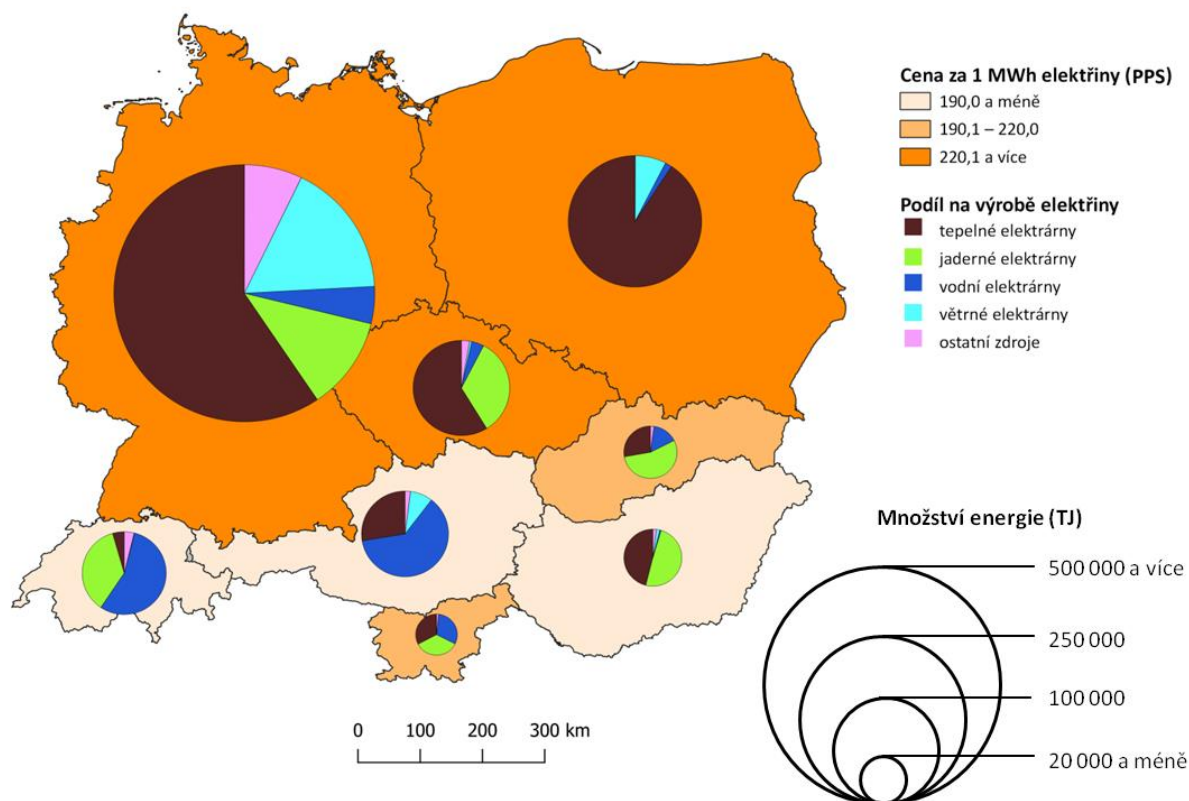 Cena za 1 MWh elektřiny (PPS)
190,0 a méně
190,1 – 220,0
220,1 a více
Podíl na výrobě elektřiny
tepelné elektrárny
jaderné elektrárny
vodní elektrárny
větrné elektrárny
ostatní zdroje
Množství energie (TJ)
500 000 a více
250 000
100 000
20 000 a méně
0 100 200 300 km